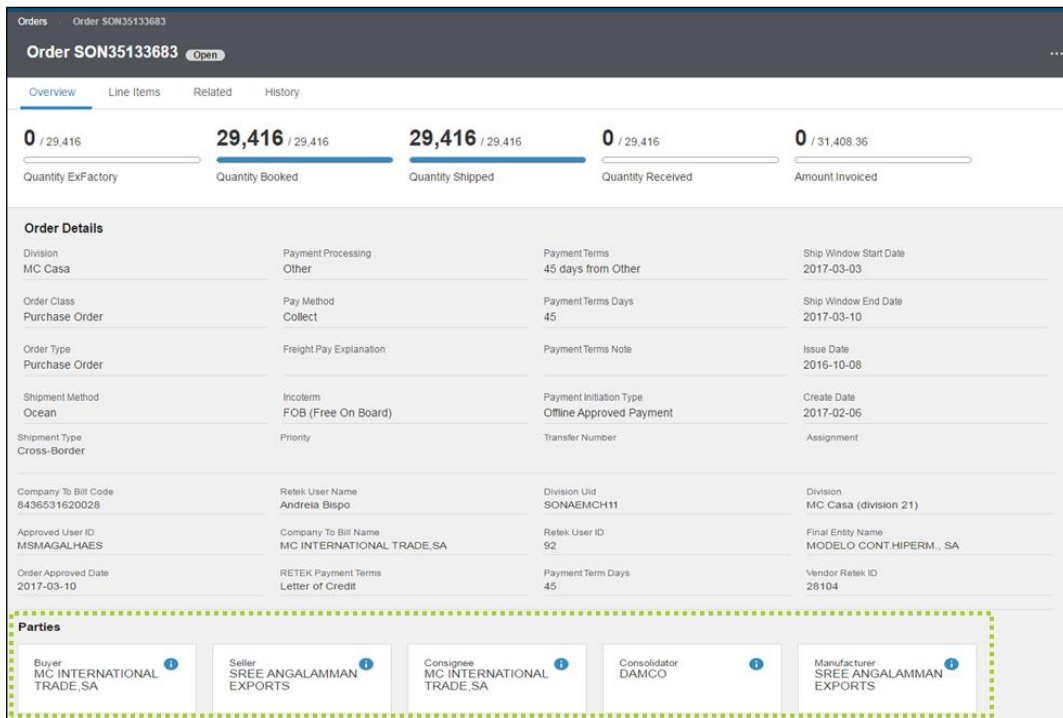 Orders / Order SON35133683
Order SON35133683 Open ...
Overview Line Items Related History
0 / 29,416 29,416 / 29,416 29,416 / 29,416 0 / 29,416 0 / 31,408.36
Quantity ExFactory Quantity Booked Quantity Shipped Quantity Received Amount Invoiced
Order Details
Division Payment Processing Payment Terms Ship Window Start Date
MC Casa Other 45 days from Other 2017-03-03
Order Class Pay Method Payment Terms Days Ship Window End Date
Purchase Order Collect 45 2017-03-10
Order Type Freight Pay Explanation Payment Terms Note Issue Date
Purchase Order 2016-10-08
Shipment Method Incoterm Payment Initiation Type Create Date
Ocean FOB (Free On Board) Offline Approved Payment 2017-02-06
Shipment Type Priority Transfer Number Assignment
Cross-Border
Company To Bill Code Retek User Name Division Uid Division
8436531620028 Andreia Bispo SONAEMCH11 MC Casa (division 21)
Approved User ID Company To Bill Name Retek User ID Final Entity Name
MSMAGALHAES MC INTERNATIONAL TRADE,SA 92 MODELO CONT.HIPERM., SA
Order Approved Date RETEK Payment Terms Payment Term Days Vendor Retek ID
2017-03-10 Letter of Credit 45 28104
Parties
Buyer Seller Consignee Consolidator Manufacturer
MC INTERNATIONAL SREE ANGALAMMAN MC INTERNATIONAL DAMCO SREE ANGALAMMAN
TRADE,SA EXPORTS TRADE,SA EXPORTS